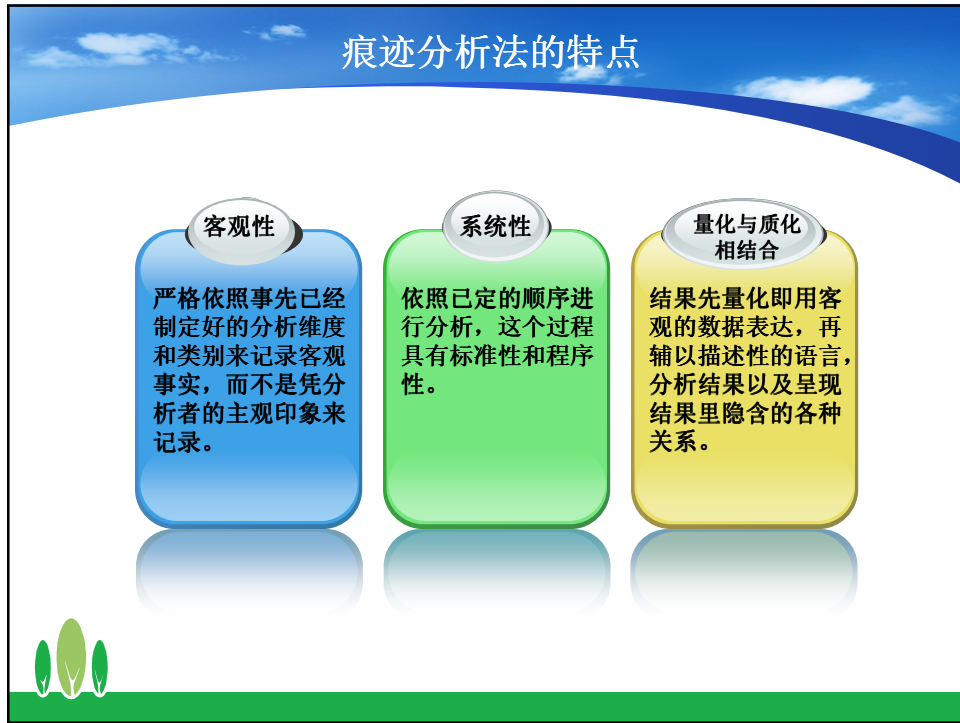 痕迹分析法的特点
客观性
严格依照事先已经
制定好的分析维度
和类别来记录客观
事实，而不是凭分
析者的主观印象来
记录。
系统性
依照已定的顺序进
行分析，这个过程
具有标准性和程序
性。
量化与质化
相结合
结果先量化即用客
观的数据表达，再
辅以描述性的语言，
分析结果以及呈现
结果里隐含的各种
关系。